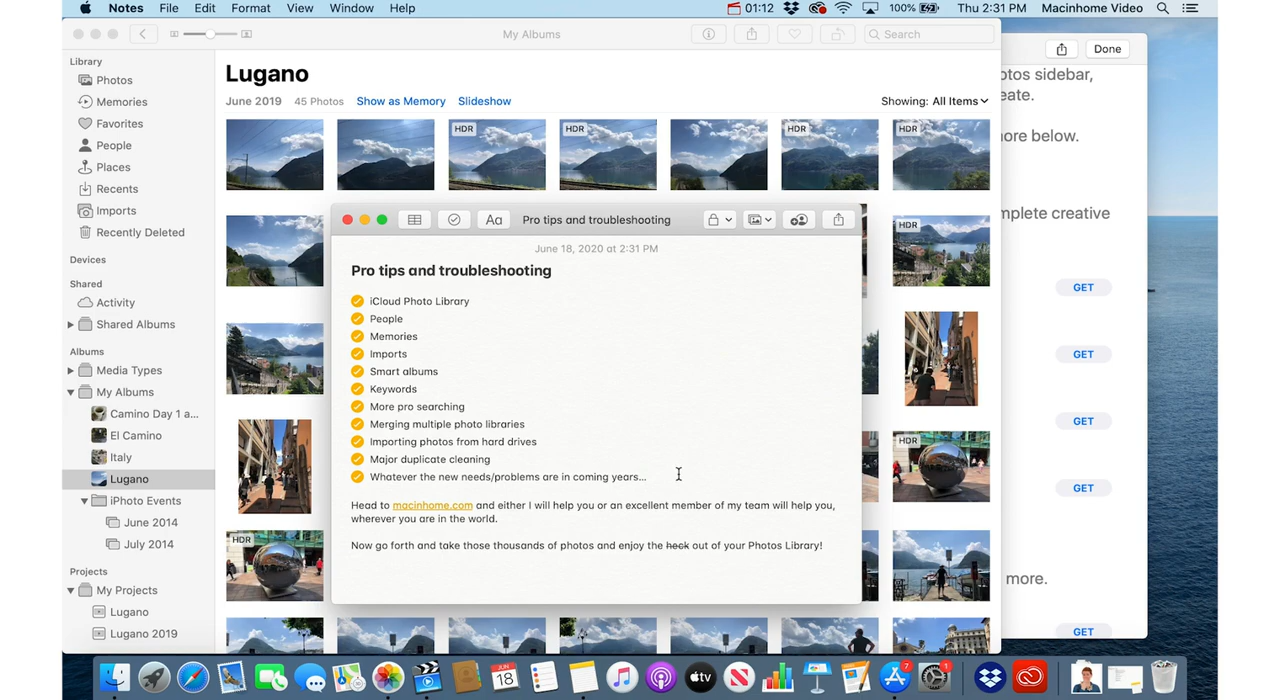 Notes File Edit Format View Window Help 01:12 100% Thu 2:31 PM Macinhome Video
My Albums
Search
Done
Library
Photos
Memories
Favorites
People
Places
Recents
Imports
Recently Deleted
Devices
Shared
Activity
Shared Albums
Albums
Media Types
My Albums
Camino Day 1 a...
El Camino
Italy
Lugano
iPhoto Events
June 2014
July 2014
Projects
My Projects
Lugano
Lugano 2019
Lugano
June 2019 45 Photos Show as Memory Slideshow
Showing: All Items
HDR
HDR
HDR
HDR
HDR
HDR
HDR
Pro tips and troubleshooting
June 18, 2020 at 2:31 PM
Pro tips and troubleshooting
iCloud Photo Library
People
Memories
Imports
Smart albums
Keywords
More pro searching
Merging multiple photo libraries
Importing photos from hard drives
Major duplicate cleaning
Whatever the new needs/problems are in coming years...
Head to macinhome.com and either I will help you or an excellent member of my team will help you,
wherever you are in the world.
Now go forth and take those thousands of photos and enjoy the heck out of your Photos Library!
otos sidebar,
eate.
ore below.
mplete creative
GET
GET
GET
GET
more.
GET
JUN
18
tv
7
1